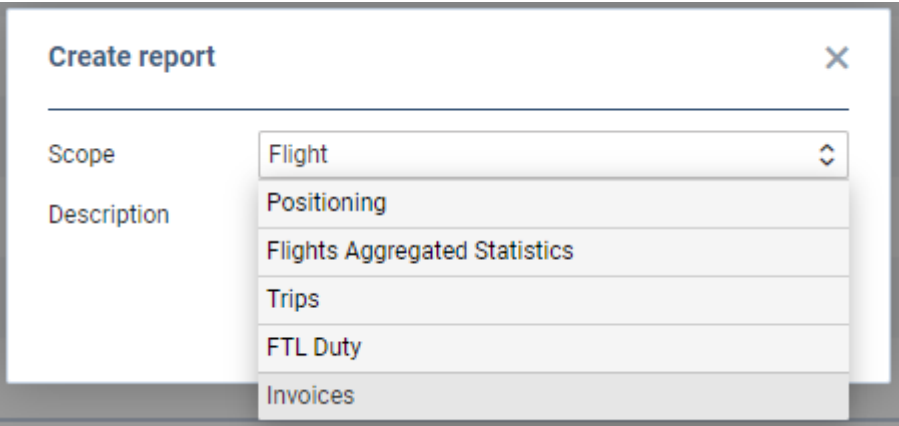 Create report
Scope
Flight
Description
Positioning
Flights Aggregated Statistics
Trips
FTL Duty
Invoices